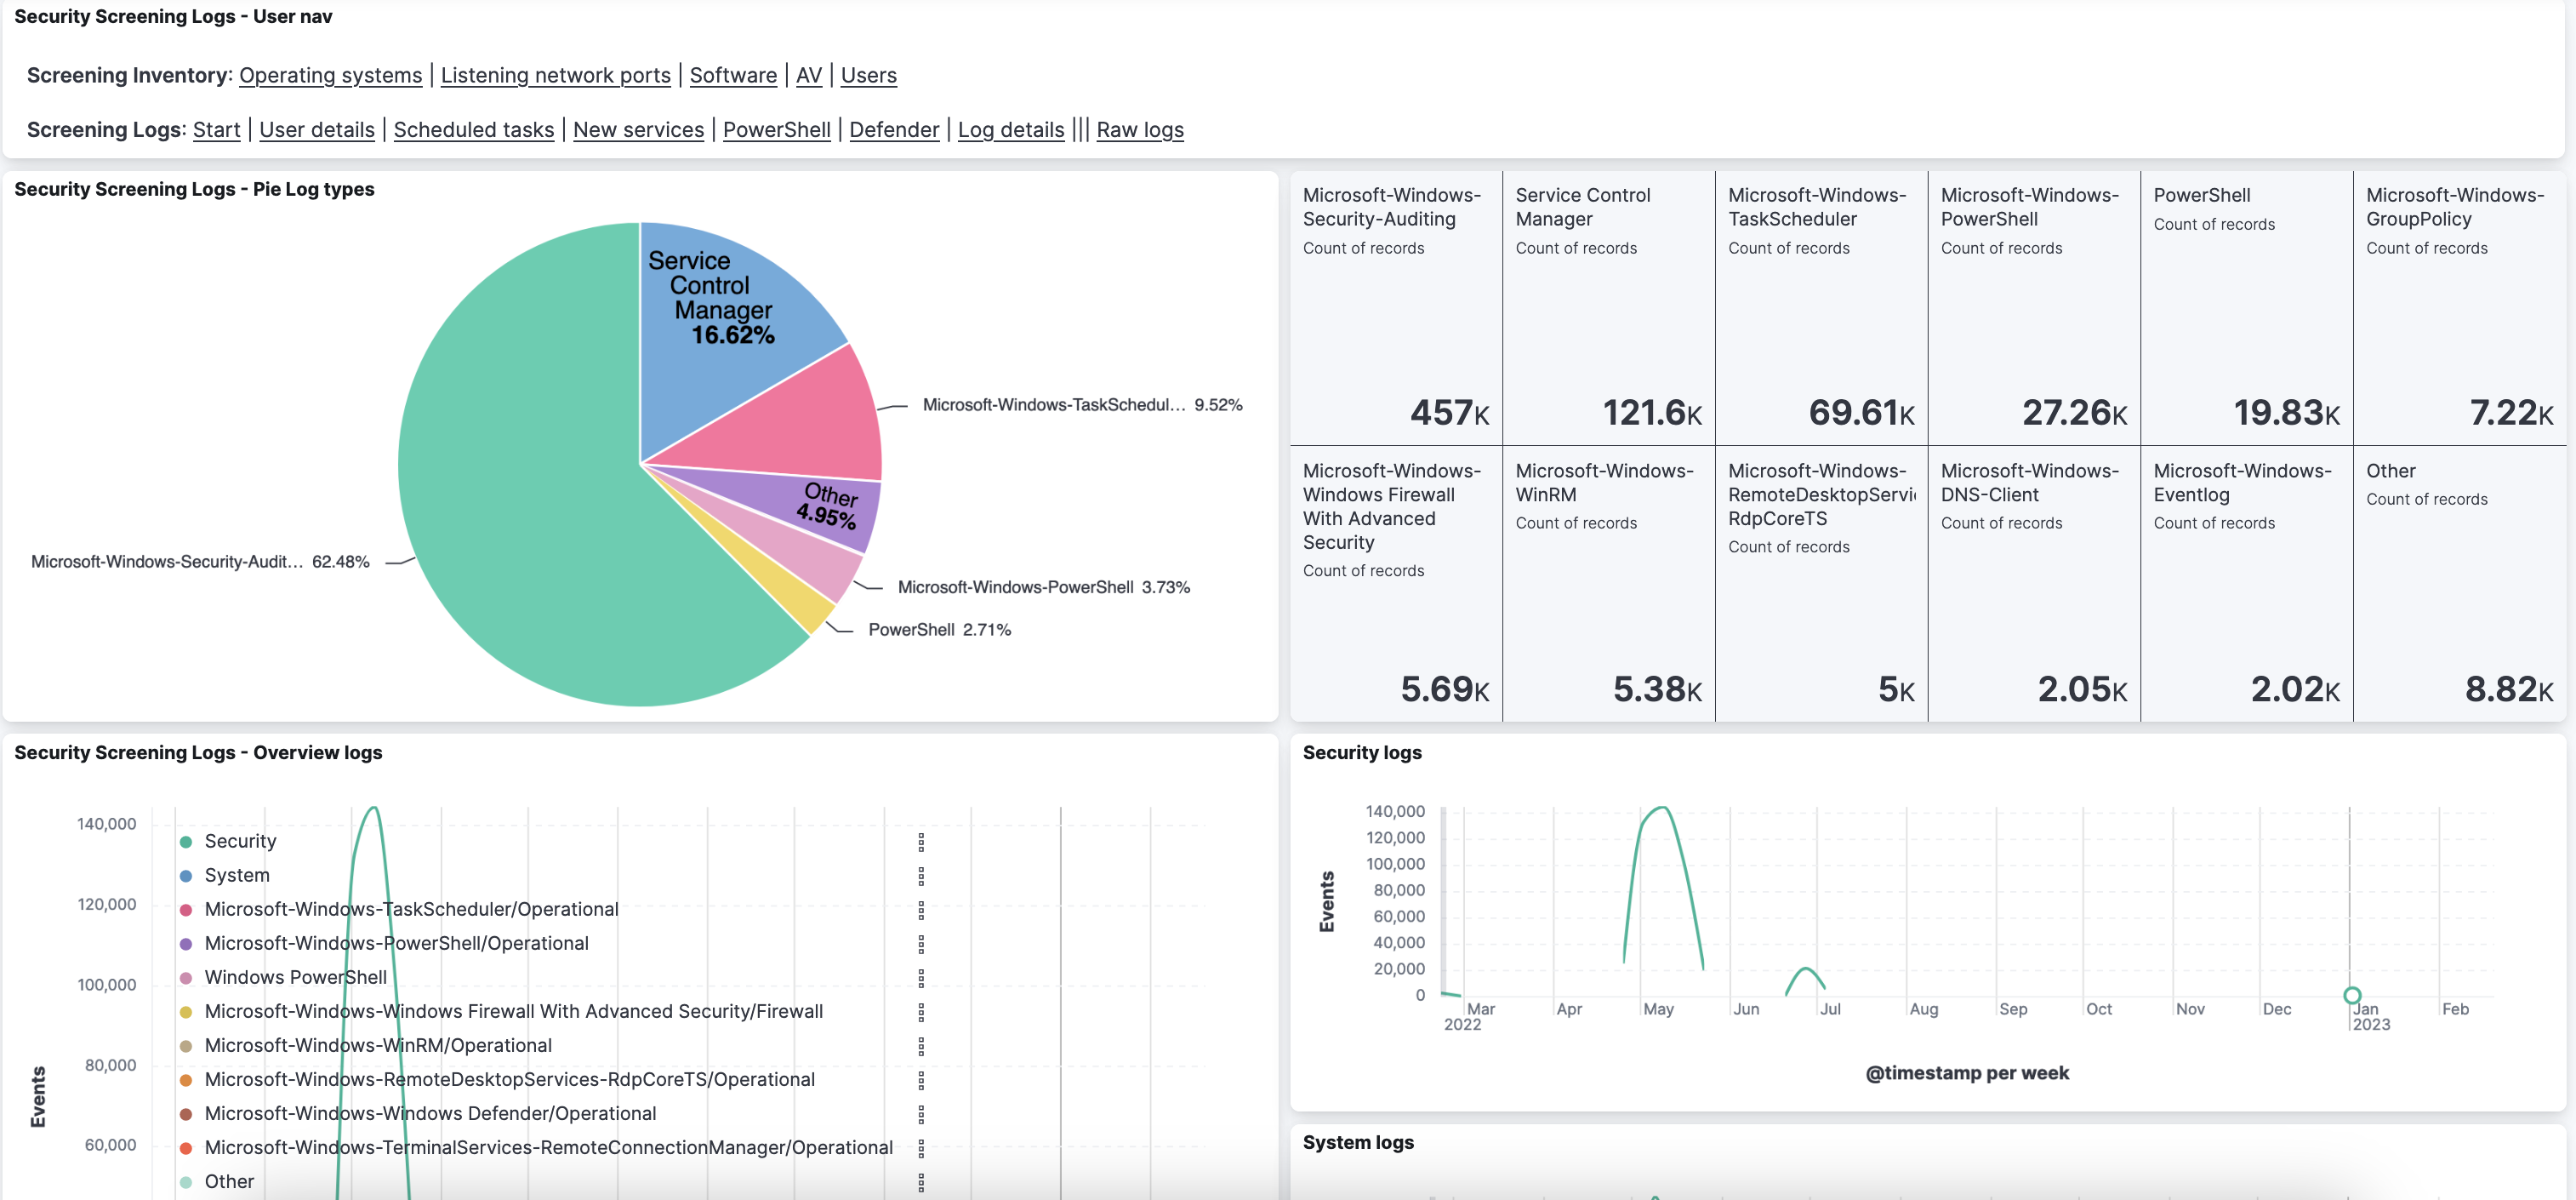 Security Screening Logs - User nav
Screening Inventory: Operating systems | Listening network ports | Software | AV | Users
Screening Logs: Start | User details | Scheduled tasks | New services | PowerShell | Defender | Log details ||| Raw logs
Security Screening Logs - Pie Log types
Service
Control
Manager
16.62%
Microsoft-Windows-TaskSchedul... 9.52%
Other
4.95%
Microsoft-Windows-Security-Audit... 62.48%
Microsoft-Windows-PowerShell 3.73%
PowerShell 2.71%
Microsoft-Windows-
Security-Auditing
Count of records
457K
Service Control
Manager
Count of records
121.6K
Microsoft-Windows-
TaskScheduler
Count of records
69.61K
Microsoft-Windows-
PowerShell
Count of records
27.26K
PowerShell
Count of records
19.83K
Microsoft-Windows-
GroupPolicy
Count of records
7.22K
Microsoft-Windows-
Windows Firewall
With Advanced
Security
Count of records
5.69K
Microsoft-Windows-
WinRM
Count of records
5.38K
Microsoft-Windows-
RemoteDesktopServi
RdpCoreTS
Count of records
5K
Microsoft-Windows-
DNS-Client
Count of records
2.05K
Microsoft-Windows-
Eventlog
Count of records
2.02K
Other
Count of records
8.82K
Security Screening Logs - Overview logs
Events
140,000
120,000
100,000
80,000
60,000
Security
System
Microsoft-Windows-TaskScheduler/Operational
Microsoft-Windows-PowerShell/Operational
Windows PowerShell
Microsoft-Windows-Windows Firewall With Advanced Security/Firewall
Microsoft-Windows-WinRM/Operational
Microsoft-Windows-RemoteDesktopServices-RdpCoreTS/Operational
Microsoft-Windows-Windows Defender/Operational
Microsoft-Windows-TerminalServices-RemoteConnectionManager/Operational
Other
Security logs
Events
140,000
120,000
100,000
80,000
60,000
40,000
20,000
0
Mar Apr May Jun Jul Aug Sep Oct Nov Dec Jan Feb
2022 2023
@timestamp per week
System logs